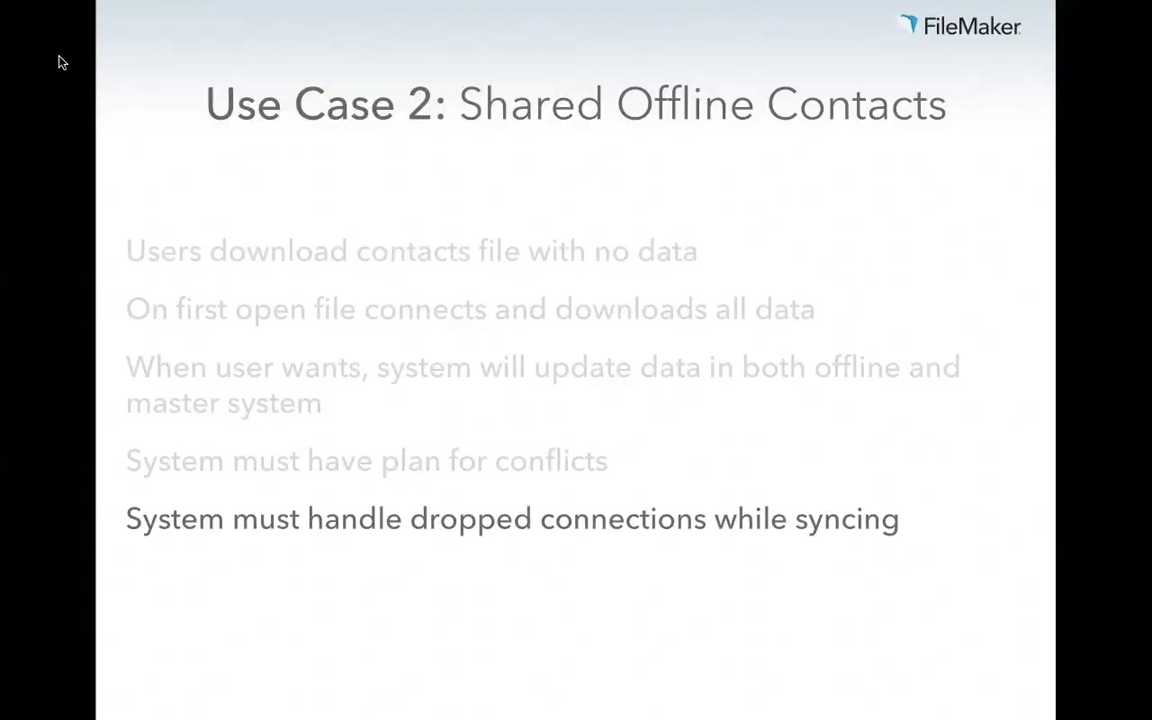 FileMaker
Use Case 2: Shared Offline Contacts
Users download contacts file with no data
On first open file connects and downloads all data
When user wants, system will update data in both offline and
master system
System must have plan for conflicts
System must handle dropped connections while syncing